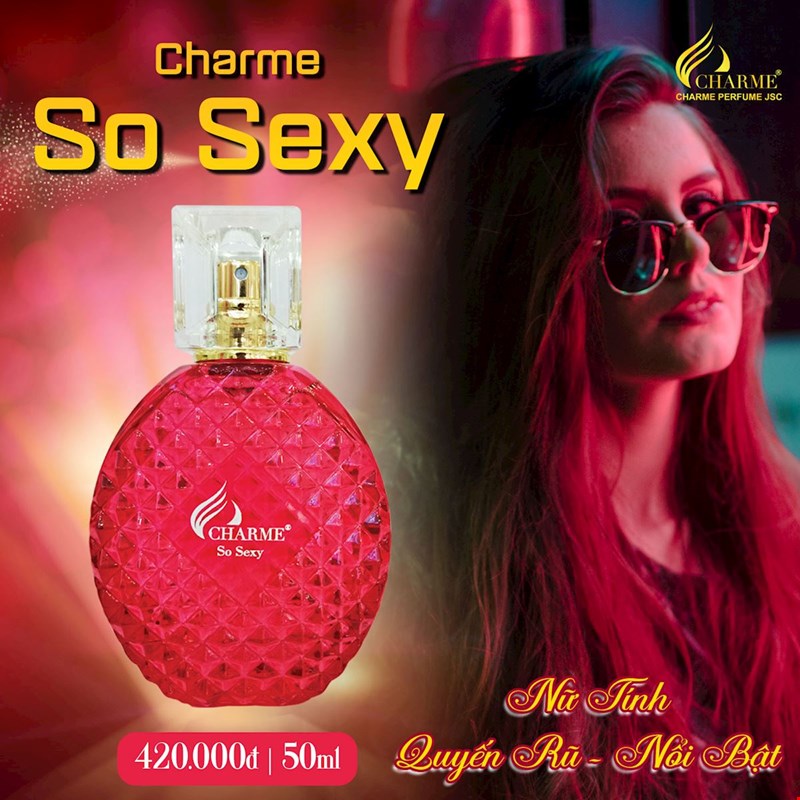 Charme
So Sexy
CHARME®
CHARME PERFUME JSC
CHARME®
So Sexy
420.000đ | 50ml
Nữ Tính
Quyến Rũ - Nổi Bật